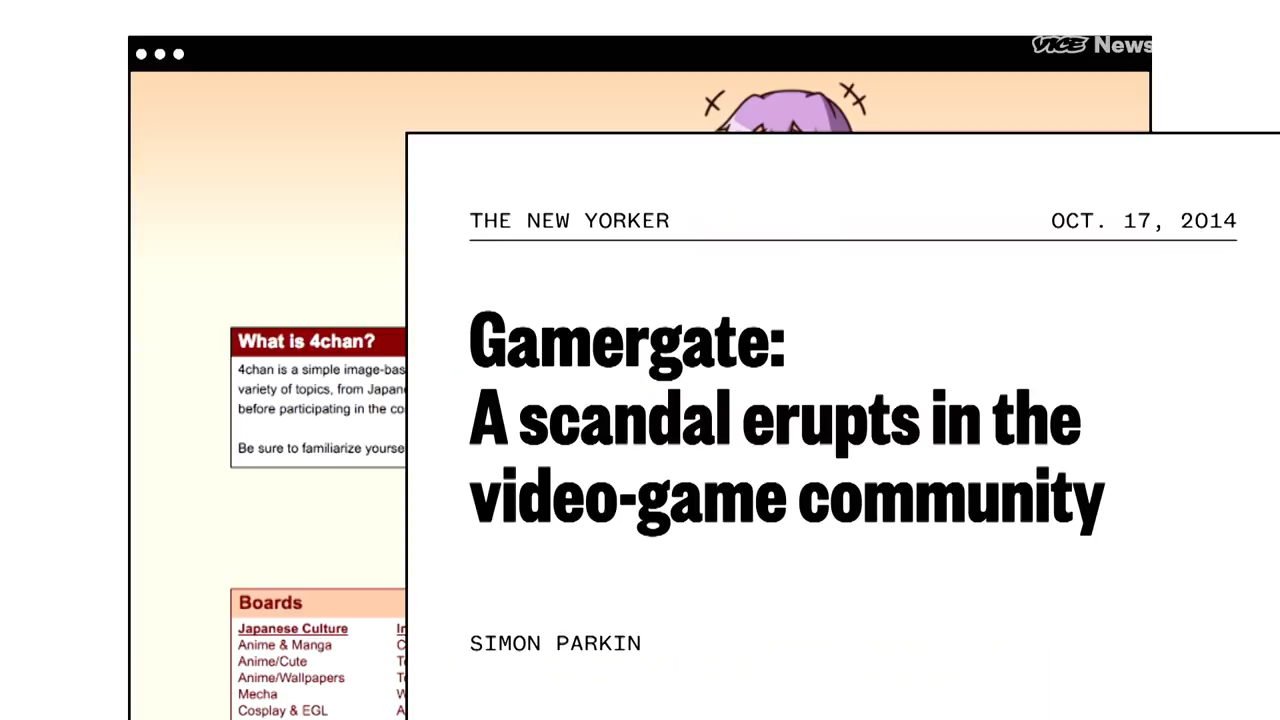 VICE News
THE NEW YORKER
OCT. 17, 2014
Gamergate:
A scandal erupts in the
video-game community
SIMON PARKIN
What is 4chan?
4chan is a simple image-bas
variety of topics, from Japan
before participating in the co
Be sure to familiarize yourse
Boards
Japanese Culture
Anime & Manga
Anime/Cute
Anime/Wallpapers
Mecha
Cosplay & EGL